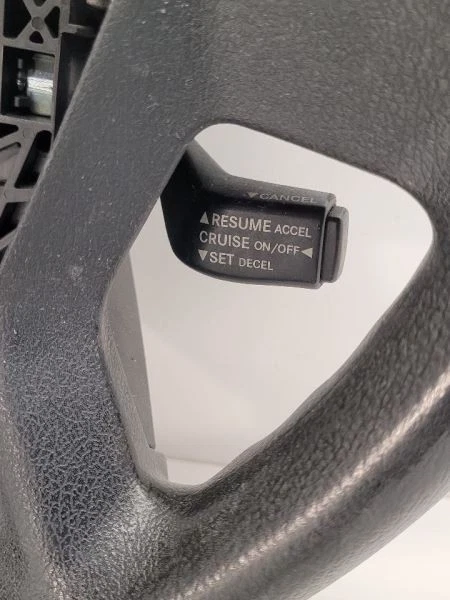 ▼CANCEL
▲RESUME ACCEL
CRUISE ON/OFF◄
▼SET DECEL